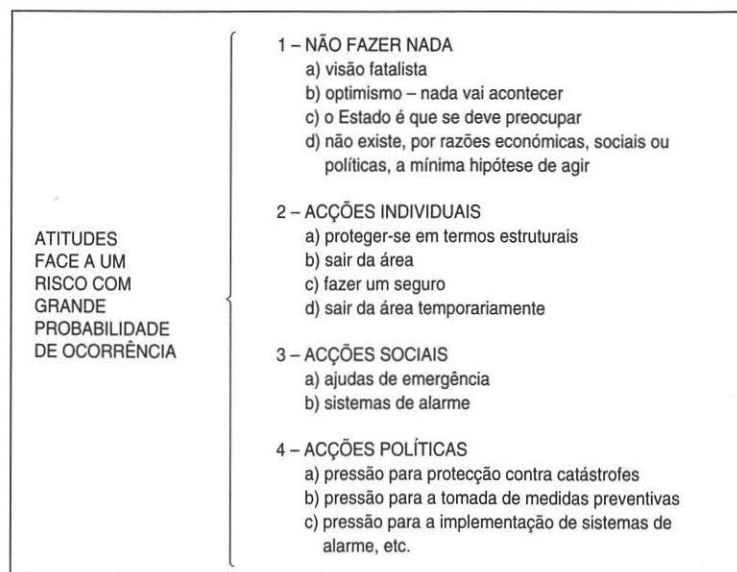 ATITUDES
FACE A UM
RISCO COM
GRANDE
PROBABILIDADE
DE OCORRÊNCIA
1 – NÃO FAZER NADA
a) visão fatalista
b) optimismo – nada vai acontecer
c) o Estado é que se deve preocupar
d) não existe, por razões económicas, sociais ou
políticas, a mínima hipótese de agir
2 – ACÇÕES INDIVIDUAIS
a) proteger-se em termos estruturais
b) sair da área
c) fazer um seguro
d) sair da área temporariamente
3 – ACÇÕES SOCIAIS
a) ajudas de emergência
b) sistemas de alarme
4 – ACÇÕES POLÍTICAS
a) pressão para protecção contra catástrofes
b) pressão para a tomada de medidas preventivas
c) pressão para a implementação de sistemas de
alarme, etc.